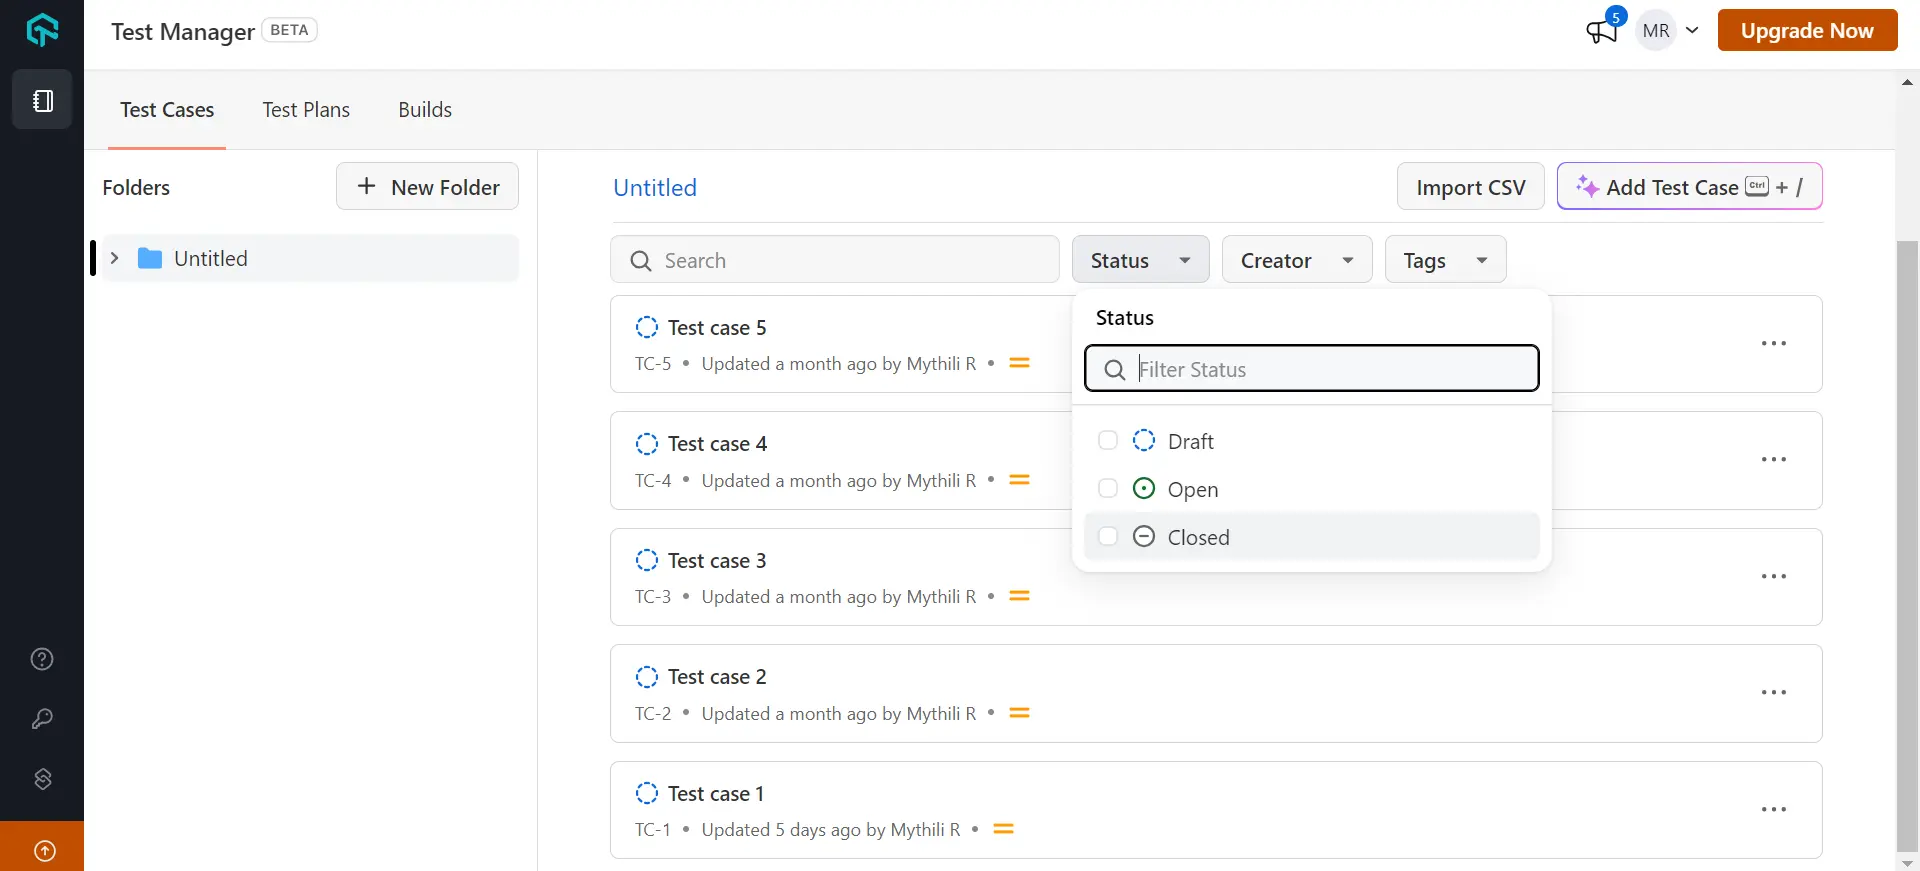 Test Manager BETA
5
MR
Upgrade Now
Test Cases
Test Plans
Builds
Folders
+ New Folder
Untitled
Untitled
Import CSV
Add Test Case Ctrl + /
Search
Status
Creator
Tags
Status
Filter Status
Draft
Open
Closed
Test case 5
TC-5 • Updated a month ago by Mythili R •
Test case 4
TC-4 • Updated a month ago by Mythili R •
Test case 3
TC-3 • Updated a month ago by Mythili R •
Test case 2
TC-2 • Updated a month ago by Mythili R •
Test case 1
TC-1 • Updated 5 days ago by Mythili R •